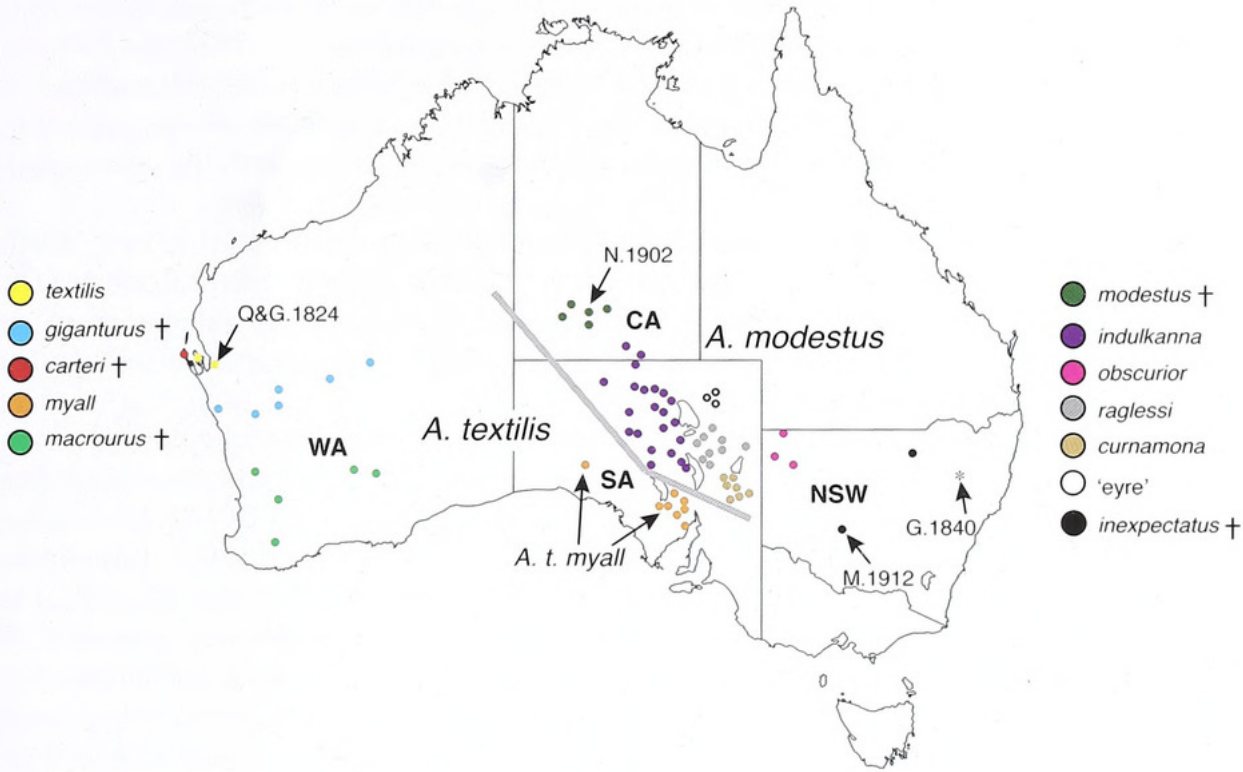 N.1902
textilis
Q&G.1824
giganturus †
carteri †
myall
macrourus †
CA
A. modestus
A. textilis
WA
SA
NSW
A. t. myall
G.1840
M.1912
modestus †
indulkanna
obscurior
raglessi
curnamona
'eyre'
inexpectatus †